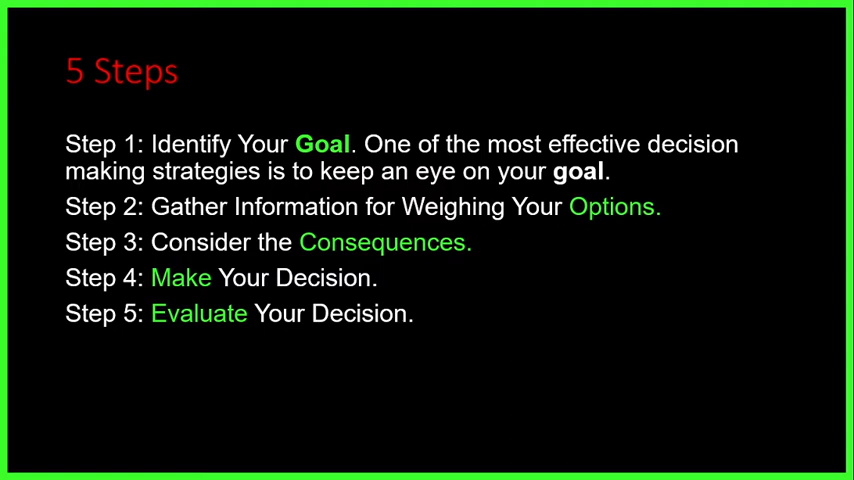 5 Steps
Step 1: Identify Your Goal. One of the most effective decision
making strategies is to keep an eye on your goal.
Step 2: Gather Information for Weighing Your Options.
Step 3: Consider the Consequences.
Step 4: Make Your Decision.
Step 5: Evaluate Your Decision.